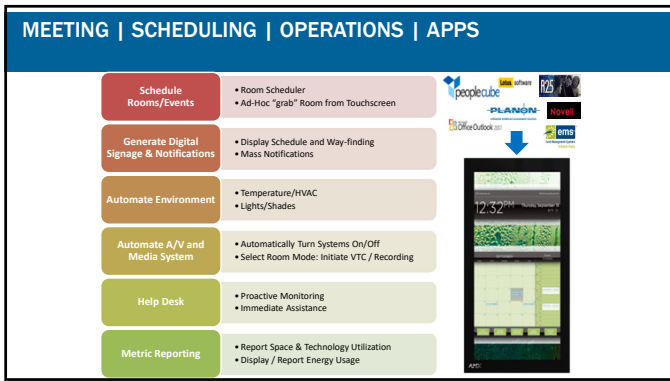 MEETING | SCHEDULING | OPERATIONS | APPS
Schedule
Rooms/Events
• Room Scheduler
• Ad-Hoc “grab” Room from Touchscreen
Generate Digital
Signage & Notifications
• Display Schedule and Way-finding
• Mass Notifications
Automate Environment
• Temperature/HVAC
• Lights/Shades
Automate A/V and
Media System
• Automatically Turn Systems On/Off
• Select Room Mode: Initiate VTC / Recording
Help Desk
• Proactive Monitoring
• Immediate Assistance
Metric Reporting
• Report Space & Technology Utilization
• Display / Report Energy Usage
peoplecube
Lotus software
R25
PLANON
Novell
Office Outlook 2007
ems
12:32PM
AMX